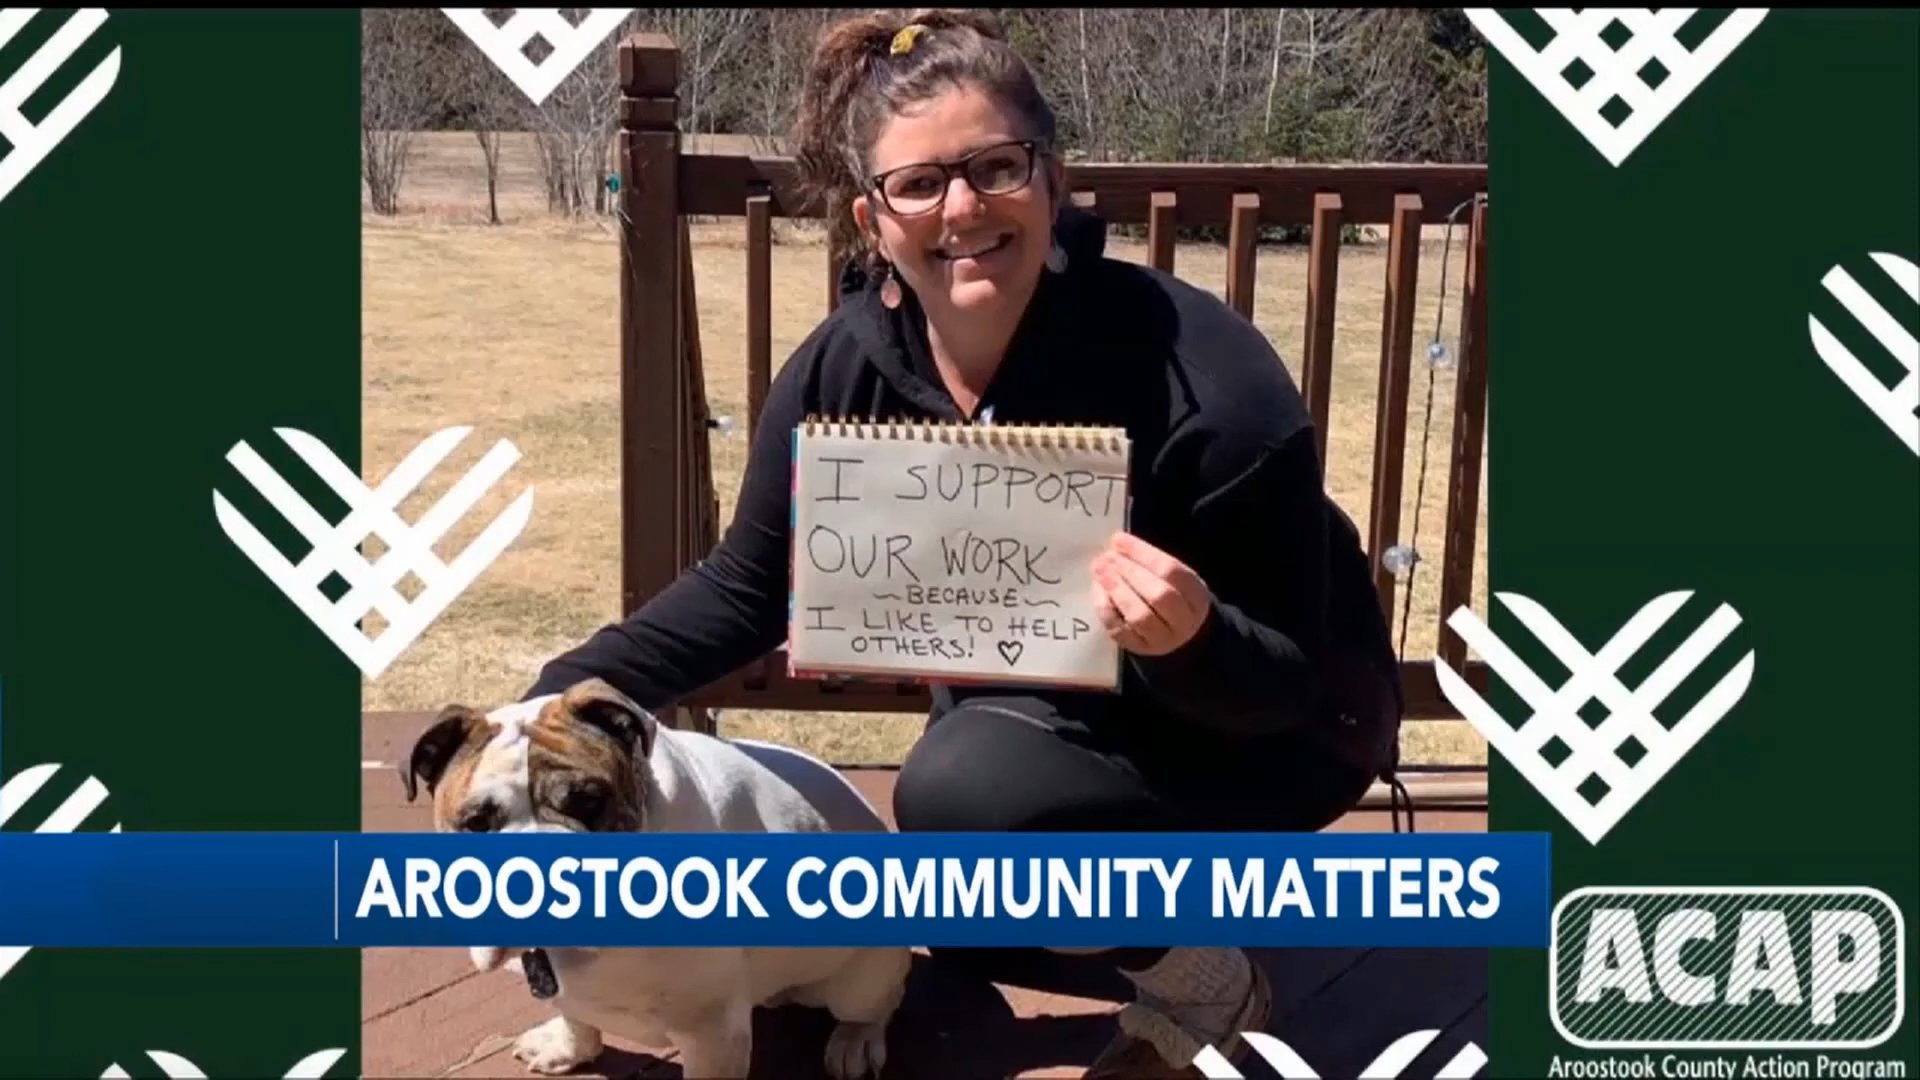 I SUPPORT
OUR WORK
~BECAUSE~
I LIKE TO HELP
OTHERS! ♡
AROOSTOOK COMMUNITY MATTERS
ACAP
Aroostook County Action Program